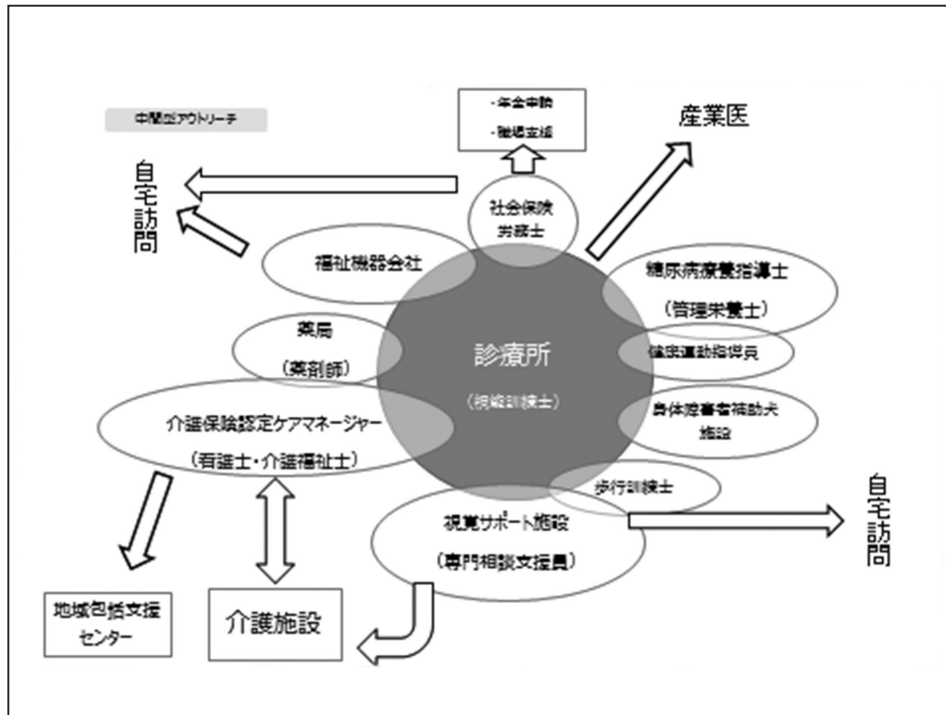 ・年金申請
・職場支援
産業医
中間型アウトリーチ
自宅訪問
社会保険
労務士
福祉機器会社
糖尿病療養指導士
(管理栄養士)
薬局
(薬剤師)
診療所
(視能訓練士)
健康運動指導員
介護保険認定ケアマネージャー
(看護士・介護福祉士)
身体障害者補助犬
施設
歩行訓練士
視覚サポート施設
(専門相談支援員)
自宅訪問
地域包括支援
センター
介護施設